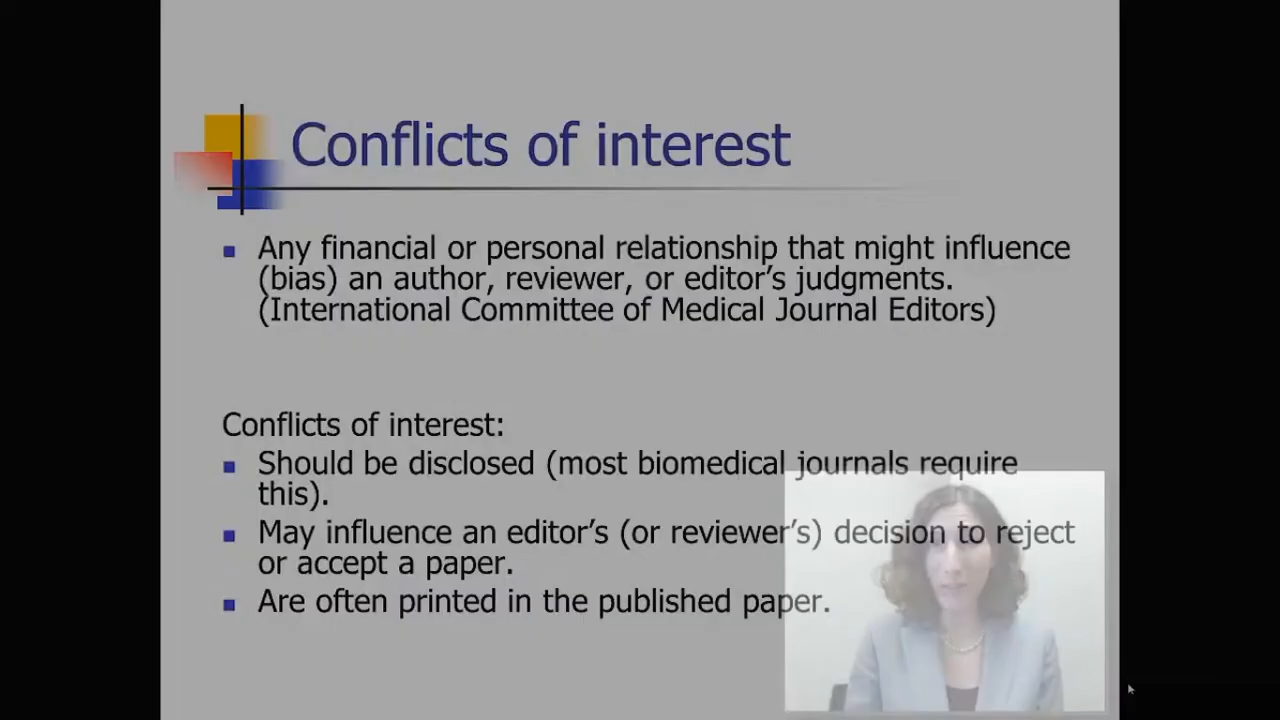 Conflicts of interest
Any financial or personal relationship that might influence
(bias) an author, reviewer, or editor's judgments.
(International Committee of Medical Journal Editors)
Conflicts of interest:
Should be disclosed (most biomedical journals require
this).
May influence an editor's (or reviewer's) decision to reject
or accept a paper.
Are often printed in the published paper.